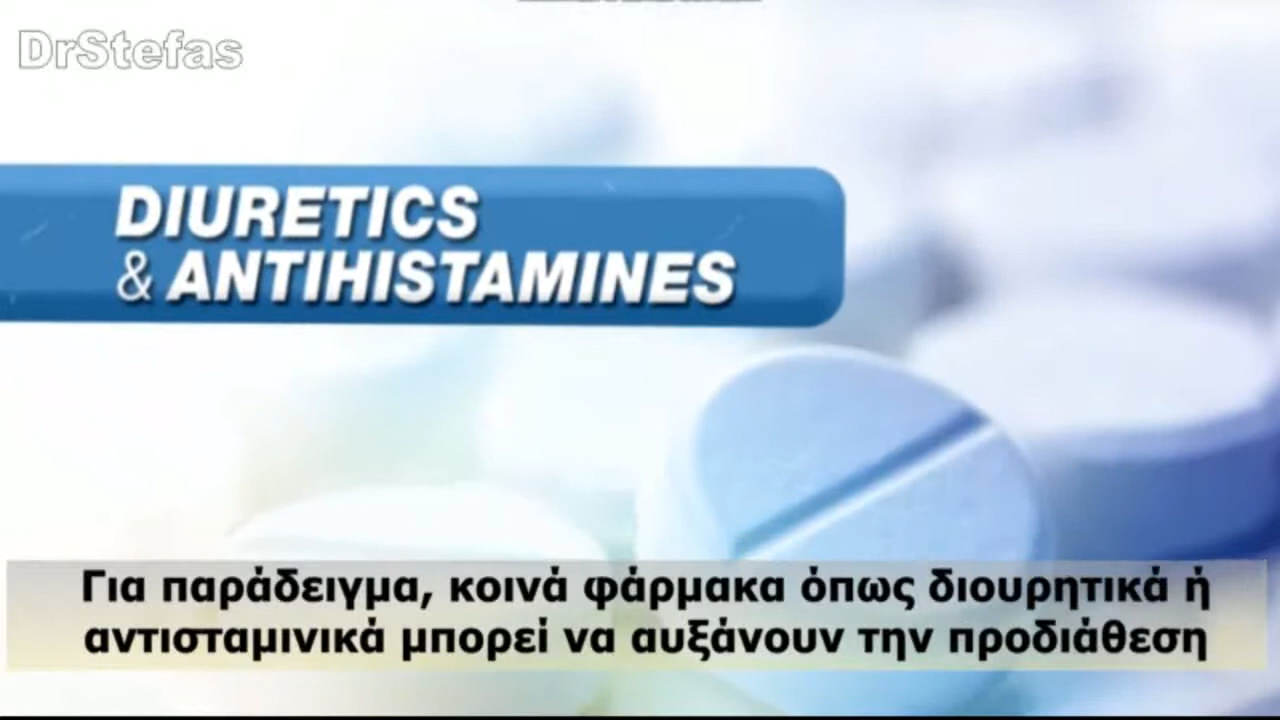 DrStefas
DIURETICS
& ANTIHISTAMINES
Για παράδειγμα, κοινά φάρμακα όπως διουρητικά ή
αντισταμινικά μπορεί να αυξάνουν την προδιάθεση